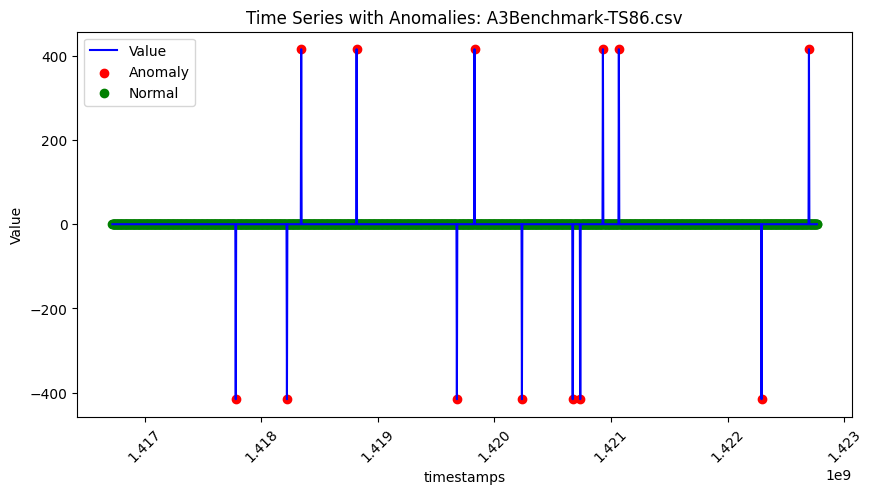 Time Series with Anomalies: A3Benchmark-TS86.csv
Value
Anomaly
Normal
400
200
0
−200
−400
Value
1.417
1.418
1.419
1.420
1.421
1.422
1.423
1e9
timestamps